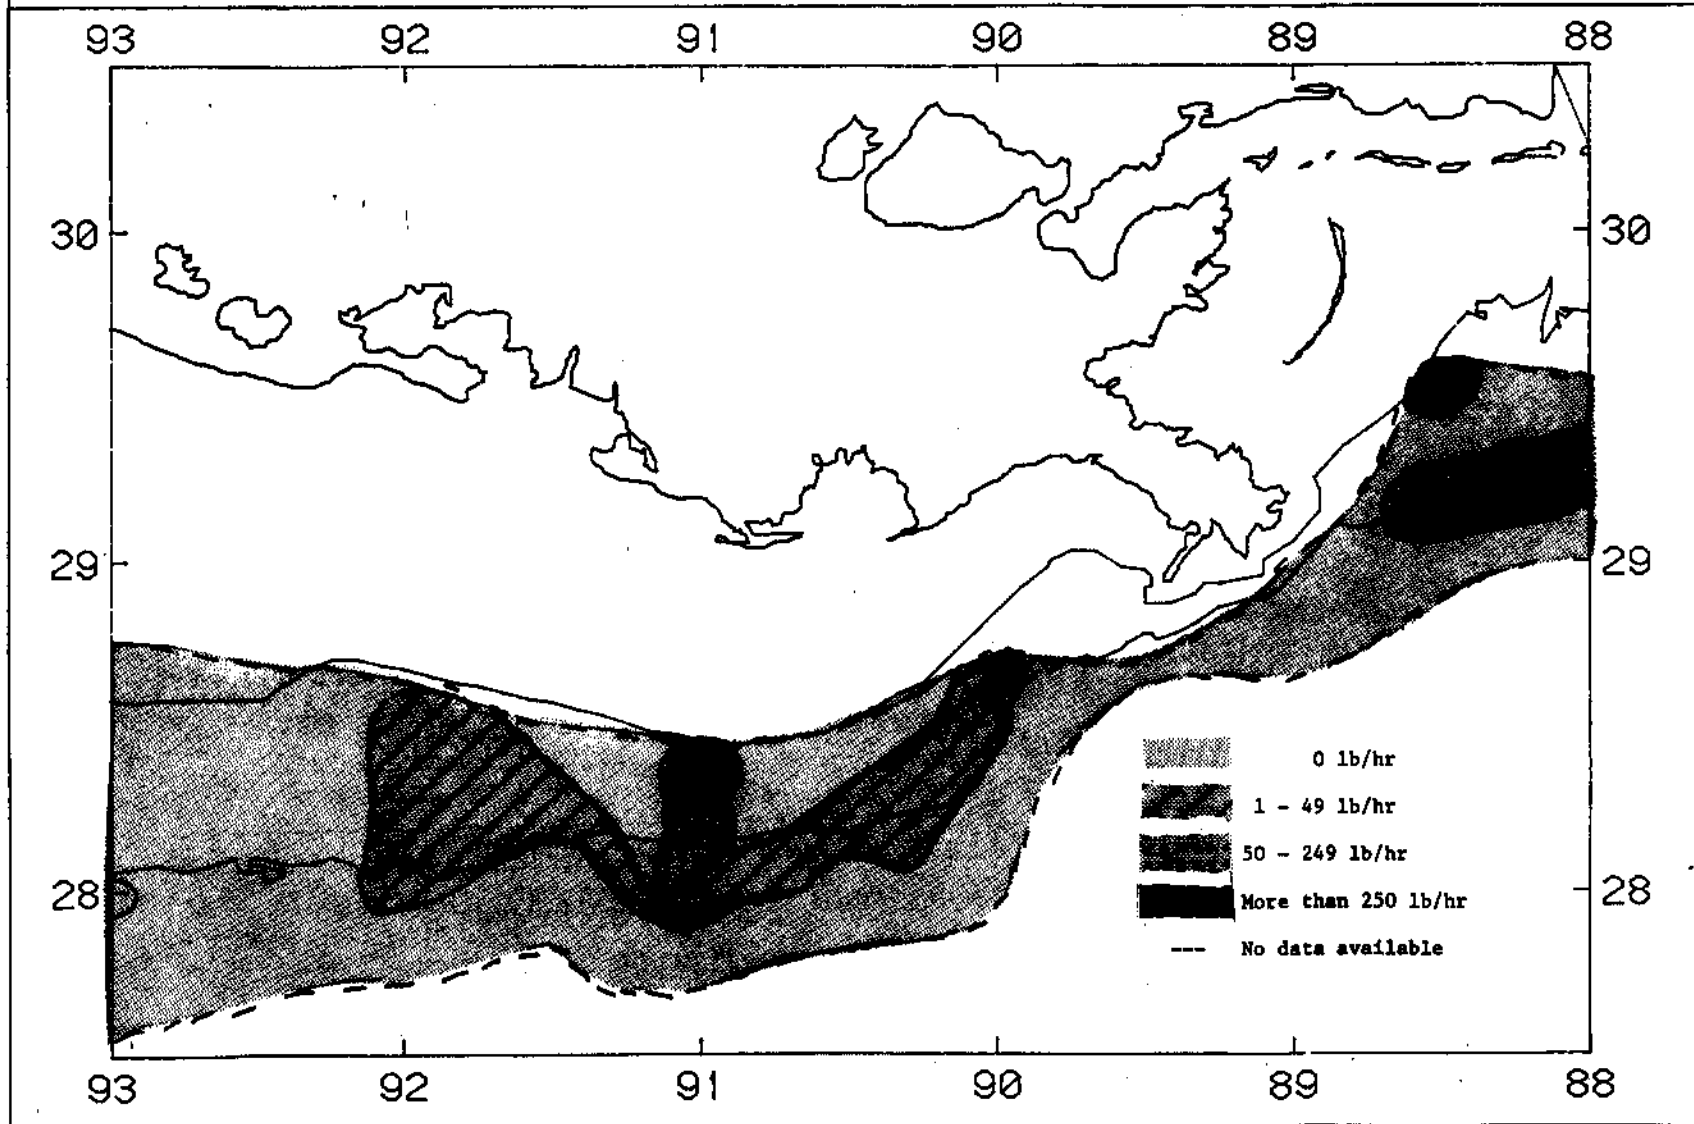 93 92 91 90 89 88
30 30
29 29
0 lb/hr
1 - 49 lb/hr
50 - 249 lb/hr
28 More than 250 lb/hr 28
--- No data available
93 92 91 90 89 88